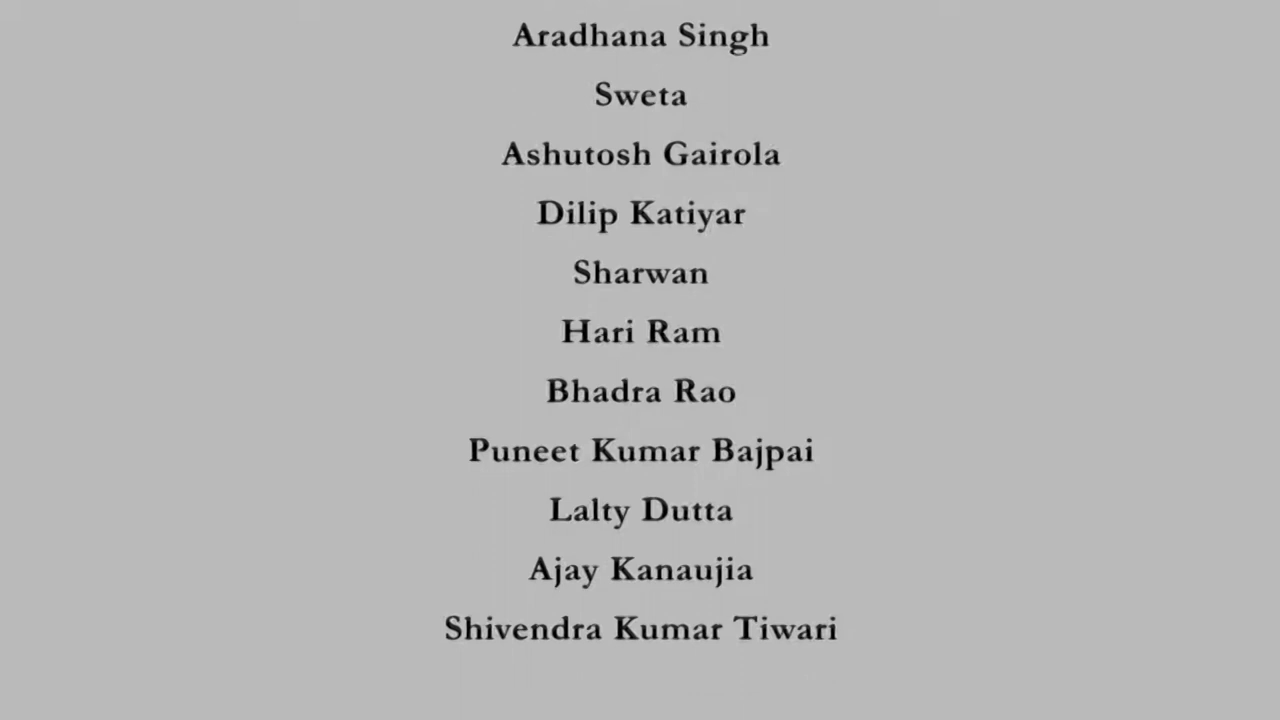 Aradhana Singh
Sweta
Ashutosh Gairola
Dilip Katiyar
Sharwan
Hari Ram
Bhadra Rao
Puneet Kumar Bajpai
Lalty Dutta
Ajay Kanaujia
Shivendra Kumar Tiwari